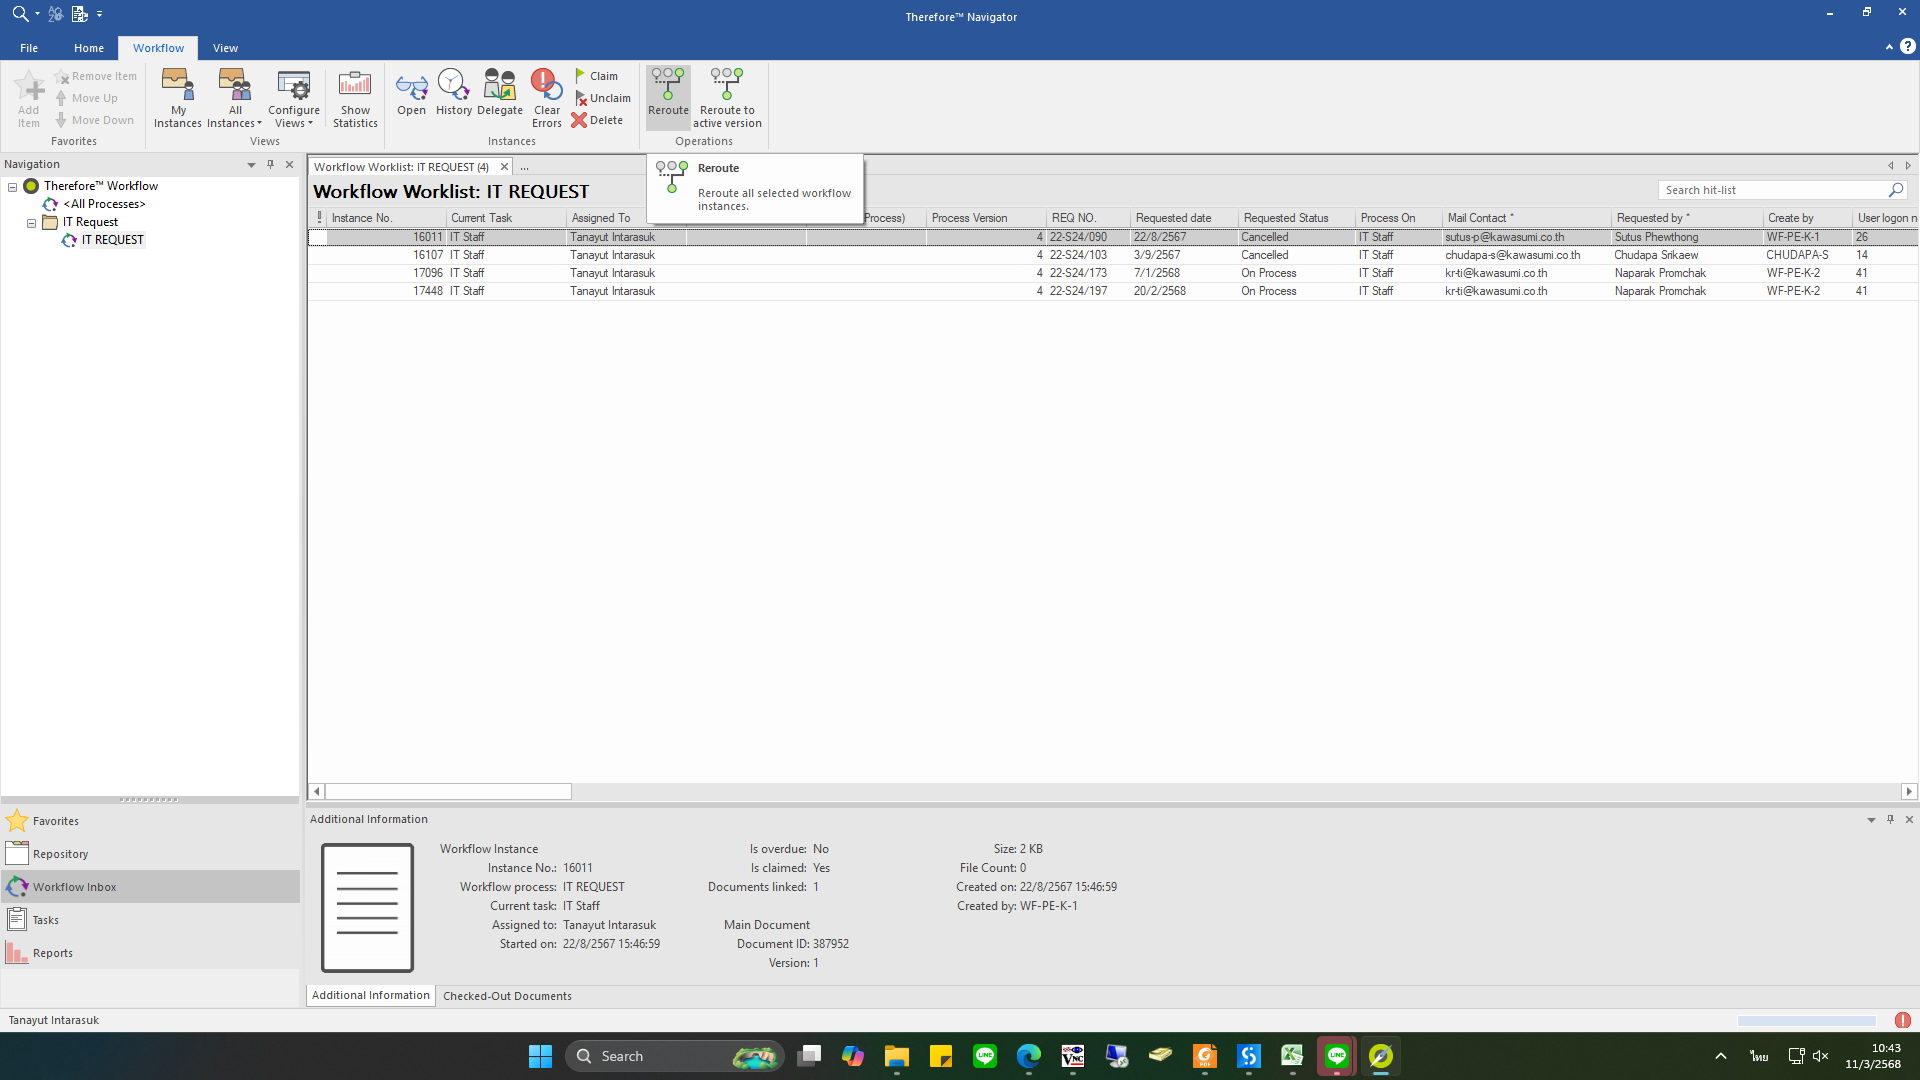 Therefore™ Navigator
File Home Workflow View
Add Item
Remove Item
Move Up
Move Down
Favorites
My Instances
All Instances
Configure Views
Views
Show Statistics
Open
History
Delegate
Clear Errors
Claim
Unclaim
Delete
Instances
Reroute
Reroute to active version
Operations
Navigation
Therefore™ Workflow
<All Processes>
IT Request
IT REQUEST
Workflow Worklist: IT REQUEST (4) ...
Workflow Worklist: IT REQUEST
Reroute
Reroute all selected workflow
instances.
Search hit-list
! Instance No. Current Task Assigned To Process) Process Version REQ NO. Requested date Requested Status Process On Mail Contact * Requested by * Create by User logon n
16011 IT Staff Tanayut Intarasuk 4 22-S24/090 22/8/2567 Cancelled IT Staff sutus-p@kawasumi.co.th Sutus Phewthong WF-PE-K-1 26
16107 IT Staff Tanayut Intarasuk 4 22-S24/103 3/9/2567 Cancelled IT Staff chudapa-s@kawasumi.co.th Chudapa Srikaew CHUDAPA-S 14
17096 IT Staff Tanayut Intarasuk 4 22-S24/173 7/1/2568 On Process IT Staff kr-ti@kawasumi.co.th Naparak Promchak WF-PE-K-2 41
17448 IT Staff Tanayut Intarasuk 4 22-S24/197 20/2/2568 On Process IT Staff kr-ti@kawasumi.co.th Naparak Promchak WF-PE-K-2 41
Favorites
Repository
Workflow Inbox
Tasks
Reports
Additional Information
Workflow Instance
Instance No.: 16011
Workflow process: IT REQUEST
Current task: IT Staff
Assigned to: Tanayut Intarasuk
Started on: 22/8/2567 15:46:59
Is overdue: No
Is claimed: Yes
Documents linked: 1
Main Document
Document ID: 387952
Version: 1
Size: 2 KB
File Count: 0
Created on: 22/8/2567 15:46:59
Created by: WF-PE-K-1
Additional Information Checked-Out Documents
Tanayut Intarasuk
Search
ไทย
10:43
11/3/2568